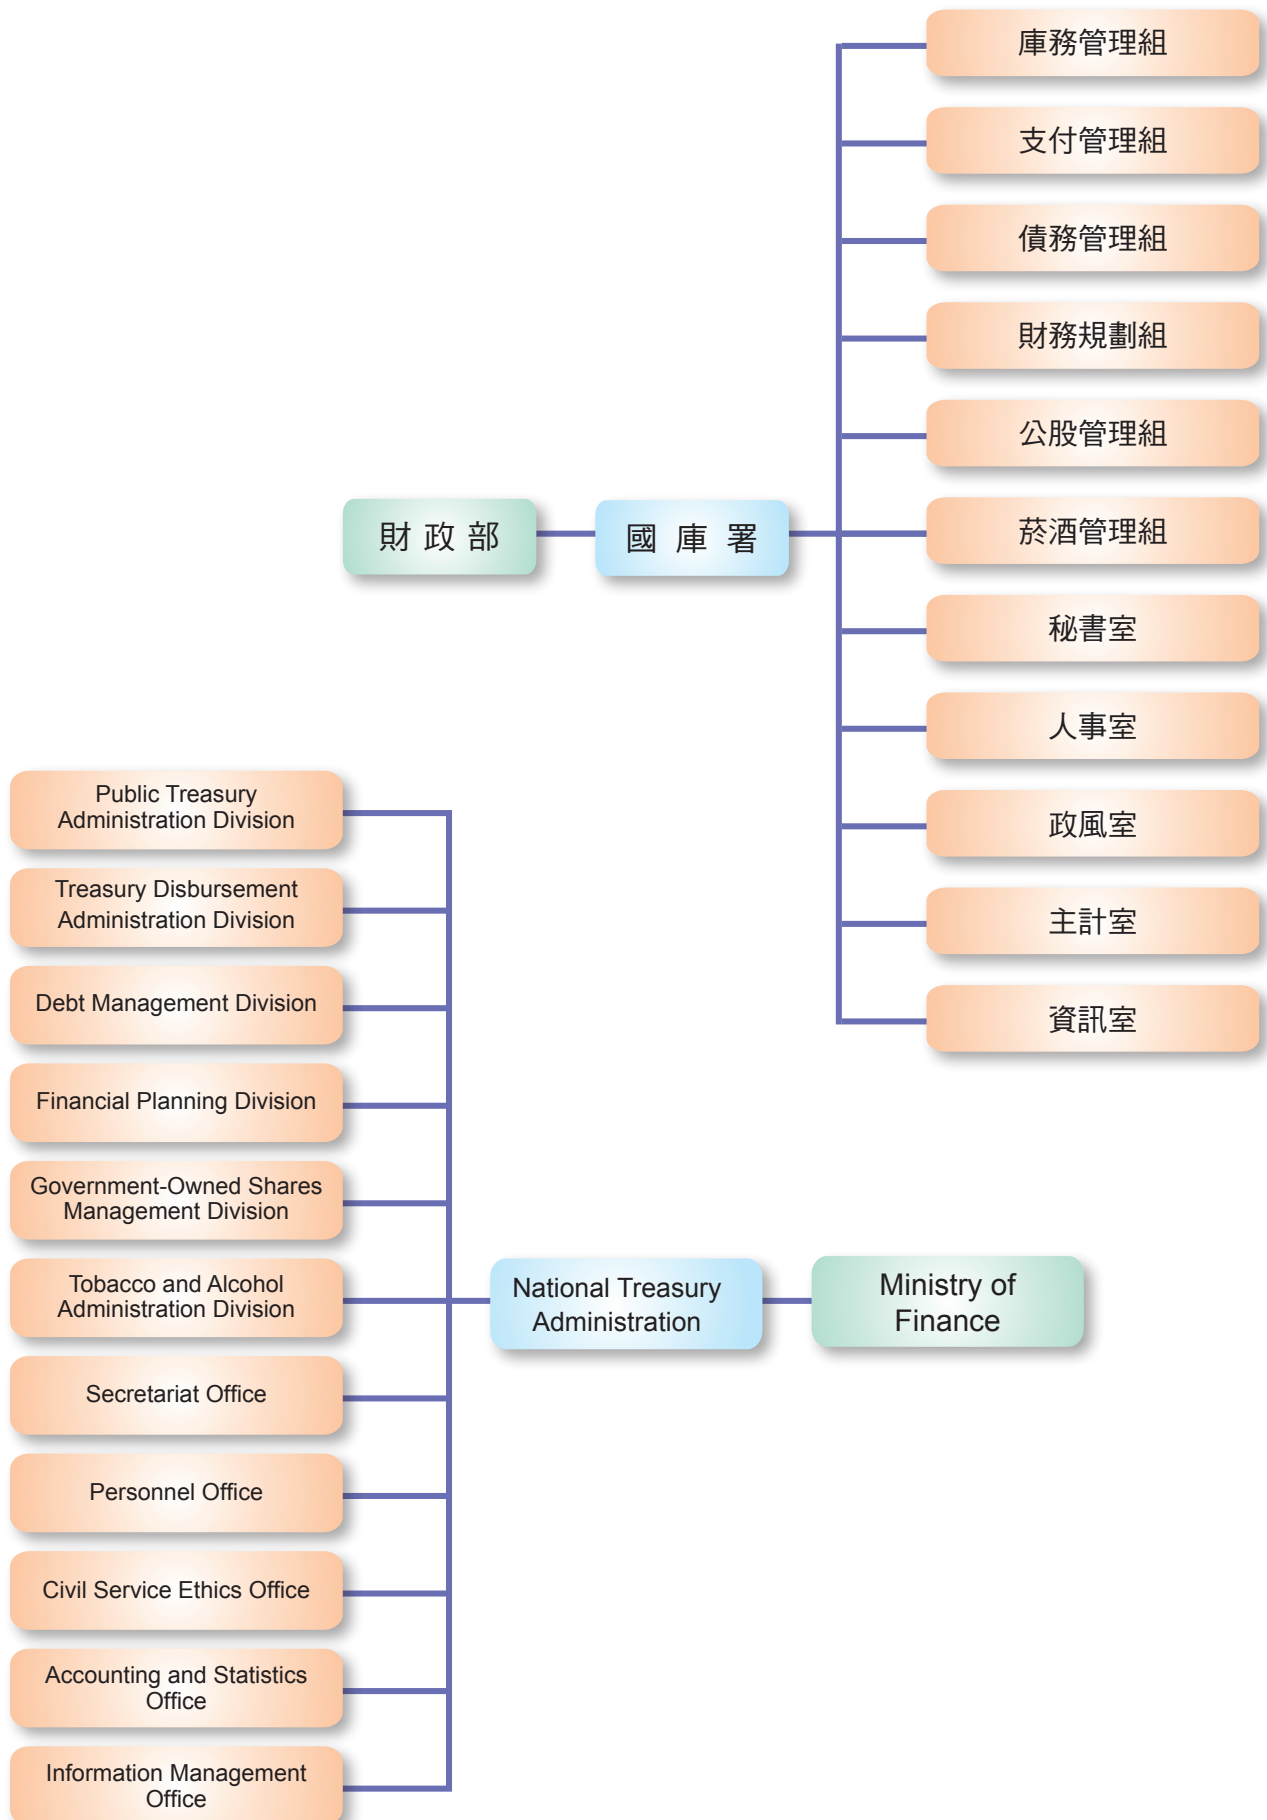 財政部
國庫署
庫務管理組
支付管理組
債務管理組
財務規劃組
公股管理組
菸酒管理組
秘書室
人事室
政風室
主計室
資訊室
Public Treasury
Administration Division
Treasury Disbursement
Administration Division
Debt Management Division
Financial Planning Division
Government-Owned Shares
Management Division
Tobacco and Alcohol
Administration Division
Secretariat Office
Personnel Office
Civil Service Ethics Office
Accounting and Statistics
Office
Information Management
Office
National Treasury
Administration
Ministry of
Finance